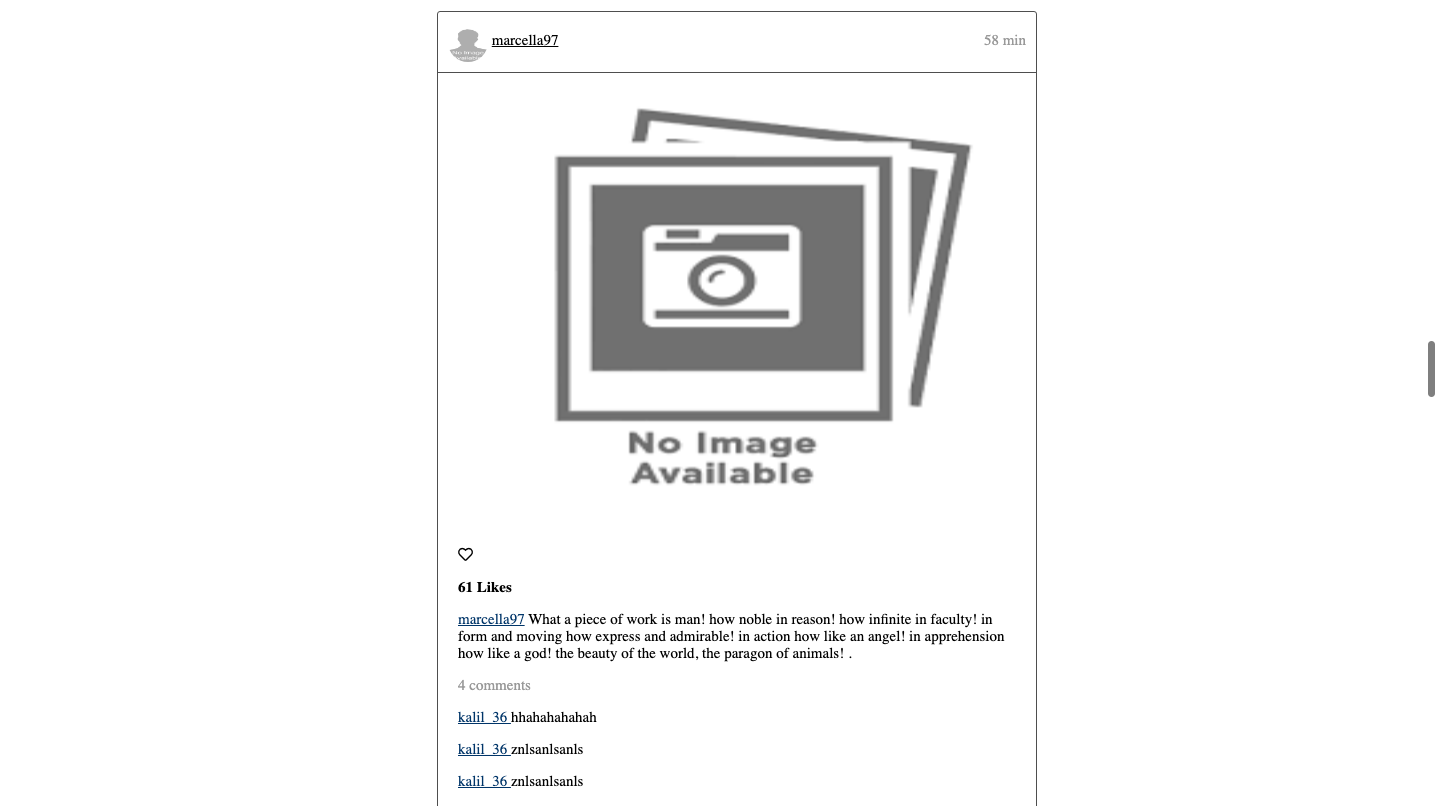 marcella97
58 min
No Image
Available
61 Likes
marcella97 What a piece of work is man! how noble in reason! how infinite in faculty! in
form and moving how express and admirable! in action how like an angel! in apprehension
how like a god! the beauty of the world, the paragon of animals! .
4 comments
kalil_36 hhahahahahah
kalil_36 znlsanlsanls
kalil_36 znlsanlsanls